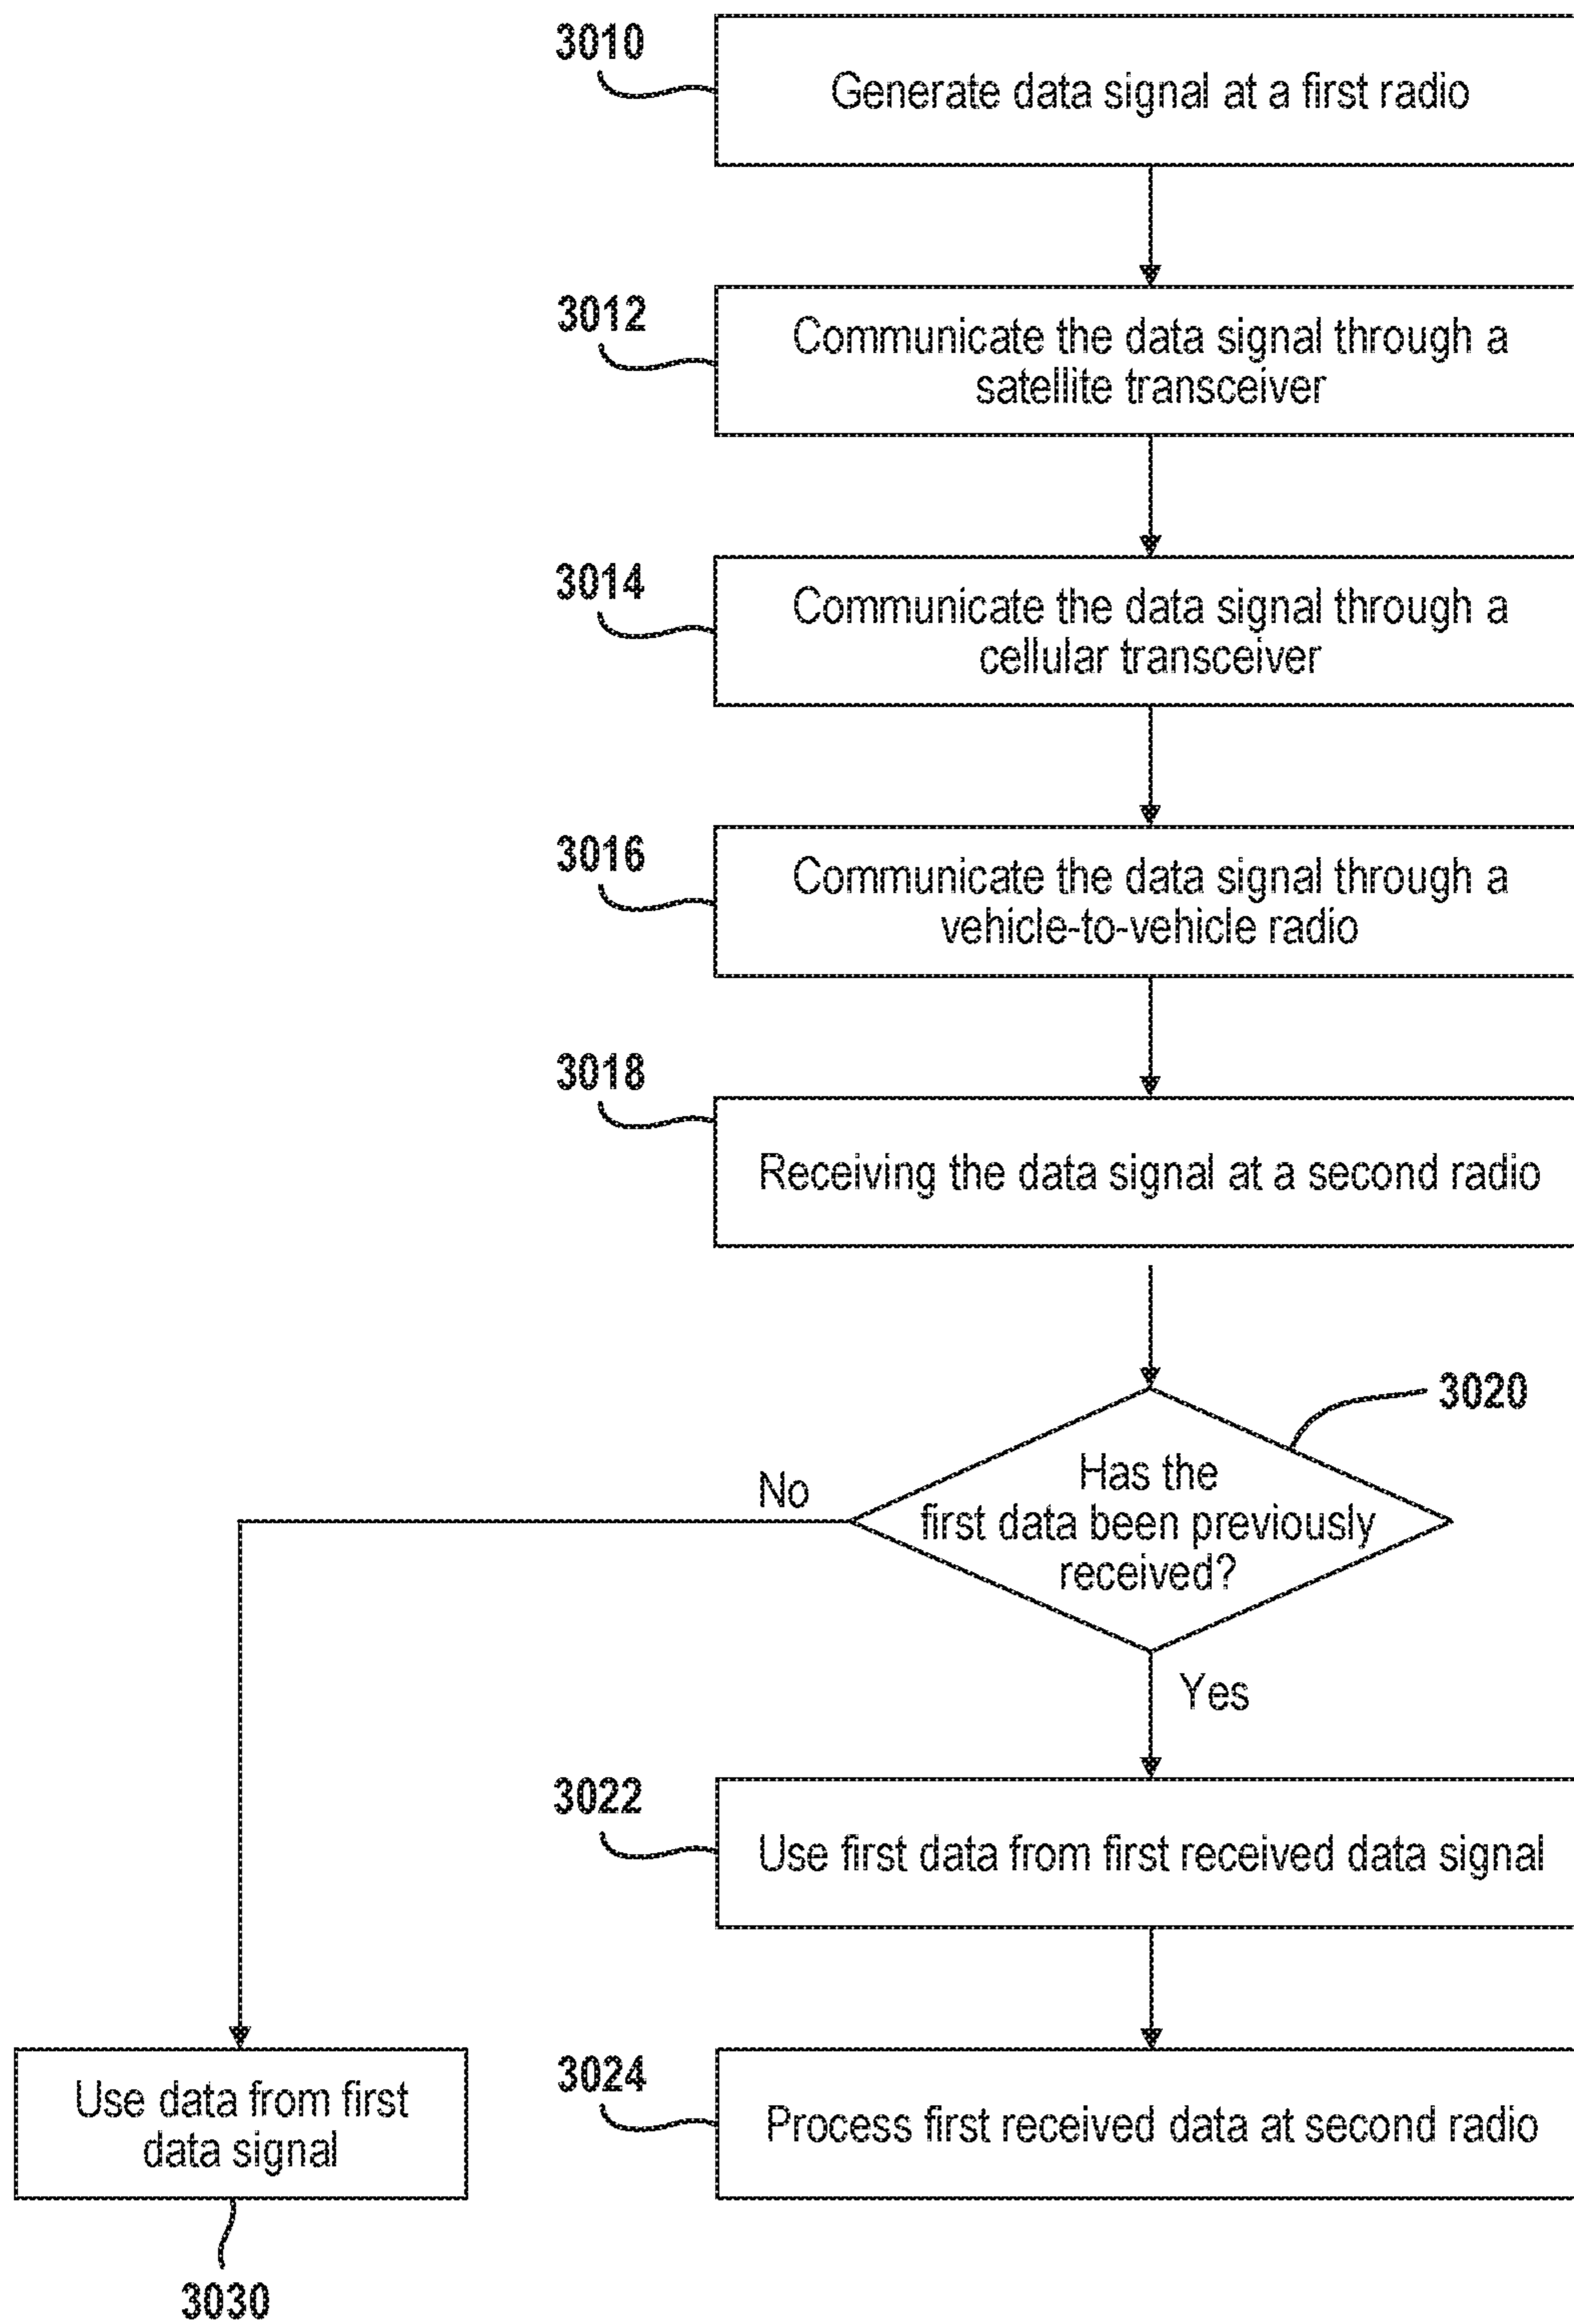 3010
Generate data signal at a first radio
3012
Communicate the data signal through a
satellite transceiver
3014
Communicate the data signal through a
cellular transceiver
3016
Communicate the data signal through a
vehicle-to-vehicle radio
3018
Receiving the data signal at a second radio
3020
Has the
first data been previously
received?
No
Yes
3022
Use first data from first received data signal
3024
Process first received data at second radio
Use data from first
data signal
3030